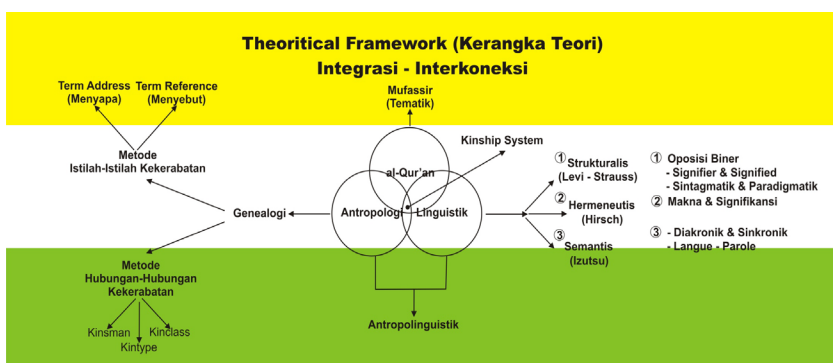 Theoritical Framework (Kerangka Teori)
Integrasi - Interkoneksi
Term Address
(Menyapa)
Term Reference
(Menyebut)
Mufassir
(Tematik)
Metode
Istilah-Istilah Kekerabatan
Kinship System
al-Qur'an
Antropologi
Linguistik
Genealogi
① Strukturalis
(Levi - Strauss)
② Hermeneutis
(Hirsch)
③ Semantis
(Izutsu)
① Oposisi Biner
- Signifier & Signified
- Sintagmatik & Paradigmatik
② Makna & Signifikansi
③ - Diakronik & Sinkronik
- Langue - Parole
Metode
Hubungan-Hubungan
Kekerabatan
Kinsman
Kintype
Kinclass
Antropolinguistik